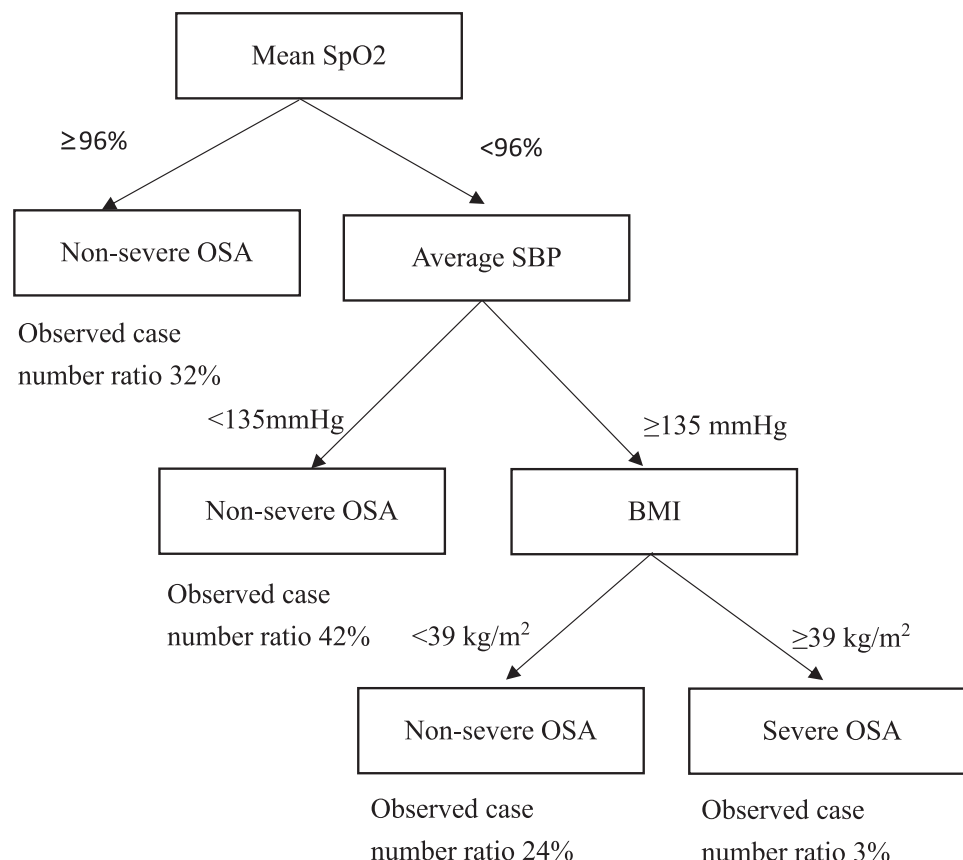 Mean SpO2
≥96%
<96%
Non-severe OSA
Average SBP
Observed case
number ratio 32%
<135mmHg
≥135 mmHg
Non-severe OSA
BMI
Observed case
number ratio 42%
<39 kg/m²
≥39 kg/m²
Non-severe OSA
Severe OSA
Observed case
number ratio 24%
Observed case
number ratio 3%